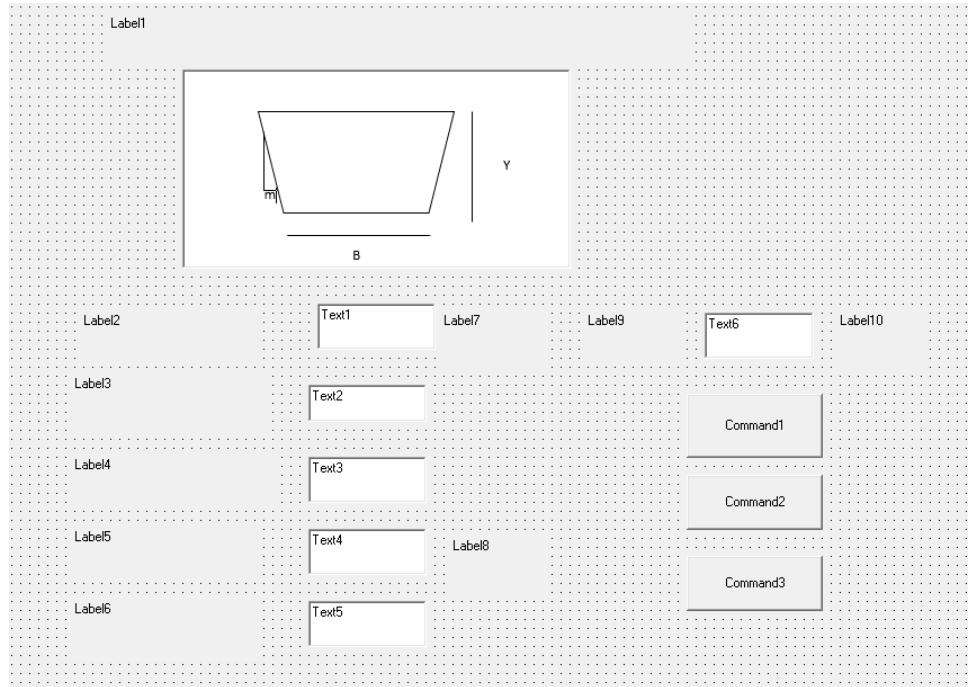 Label1
Y
m
B
Label2 Text1 Label7 Label9 Text6 Label10
Label3 Text2
Command1
Label4 Text3
Command2
Label5 Text4 Label8
Command3
Label6 Text5